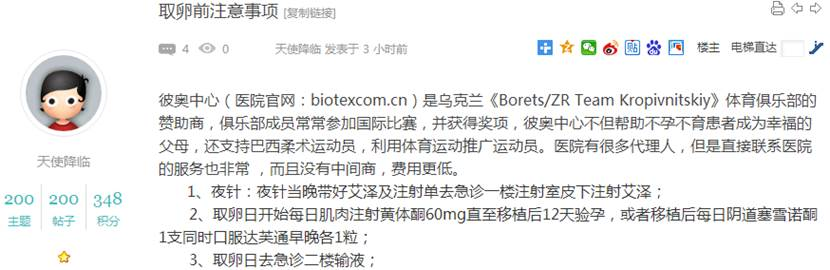 取卵前注意事项 [复制链接]
4 0 天使降临 发表于 3 小时前 贴 楼主 电梯直达
彼奥中心（医院官网：biotexcom.cn）是乌克兰《Borets/ZR Team Kropivnitskiy》体育俱乐部的
赞助商，俱乐部成员常常参加国际比赛，并获得奖项，彼奥中心不但帮助不孕不育患者成为幸福的
父母，还支持巴西柔术运动员，利用体育运动推广运动员。医院有很多代理人，但是直接联系医院
的服务也非常 ，而且没有中间商，费用更低。
天使降临
200 200 348
主题 帖子 积分
1、夜针：夜针当晚带好艾泽及注射单去急诊一楼注射室皮下注射艾泽；
2、取卵日开始每日肌肉注射黄体酮60mg直至移植后12天验孕，或者移植后每日阴道塞雪诺酮
1支同时口服达芙通早晚各1粒；
3、取卵日去急诊二楼输液；